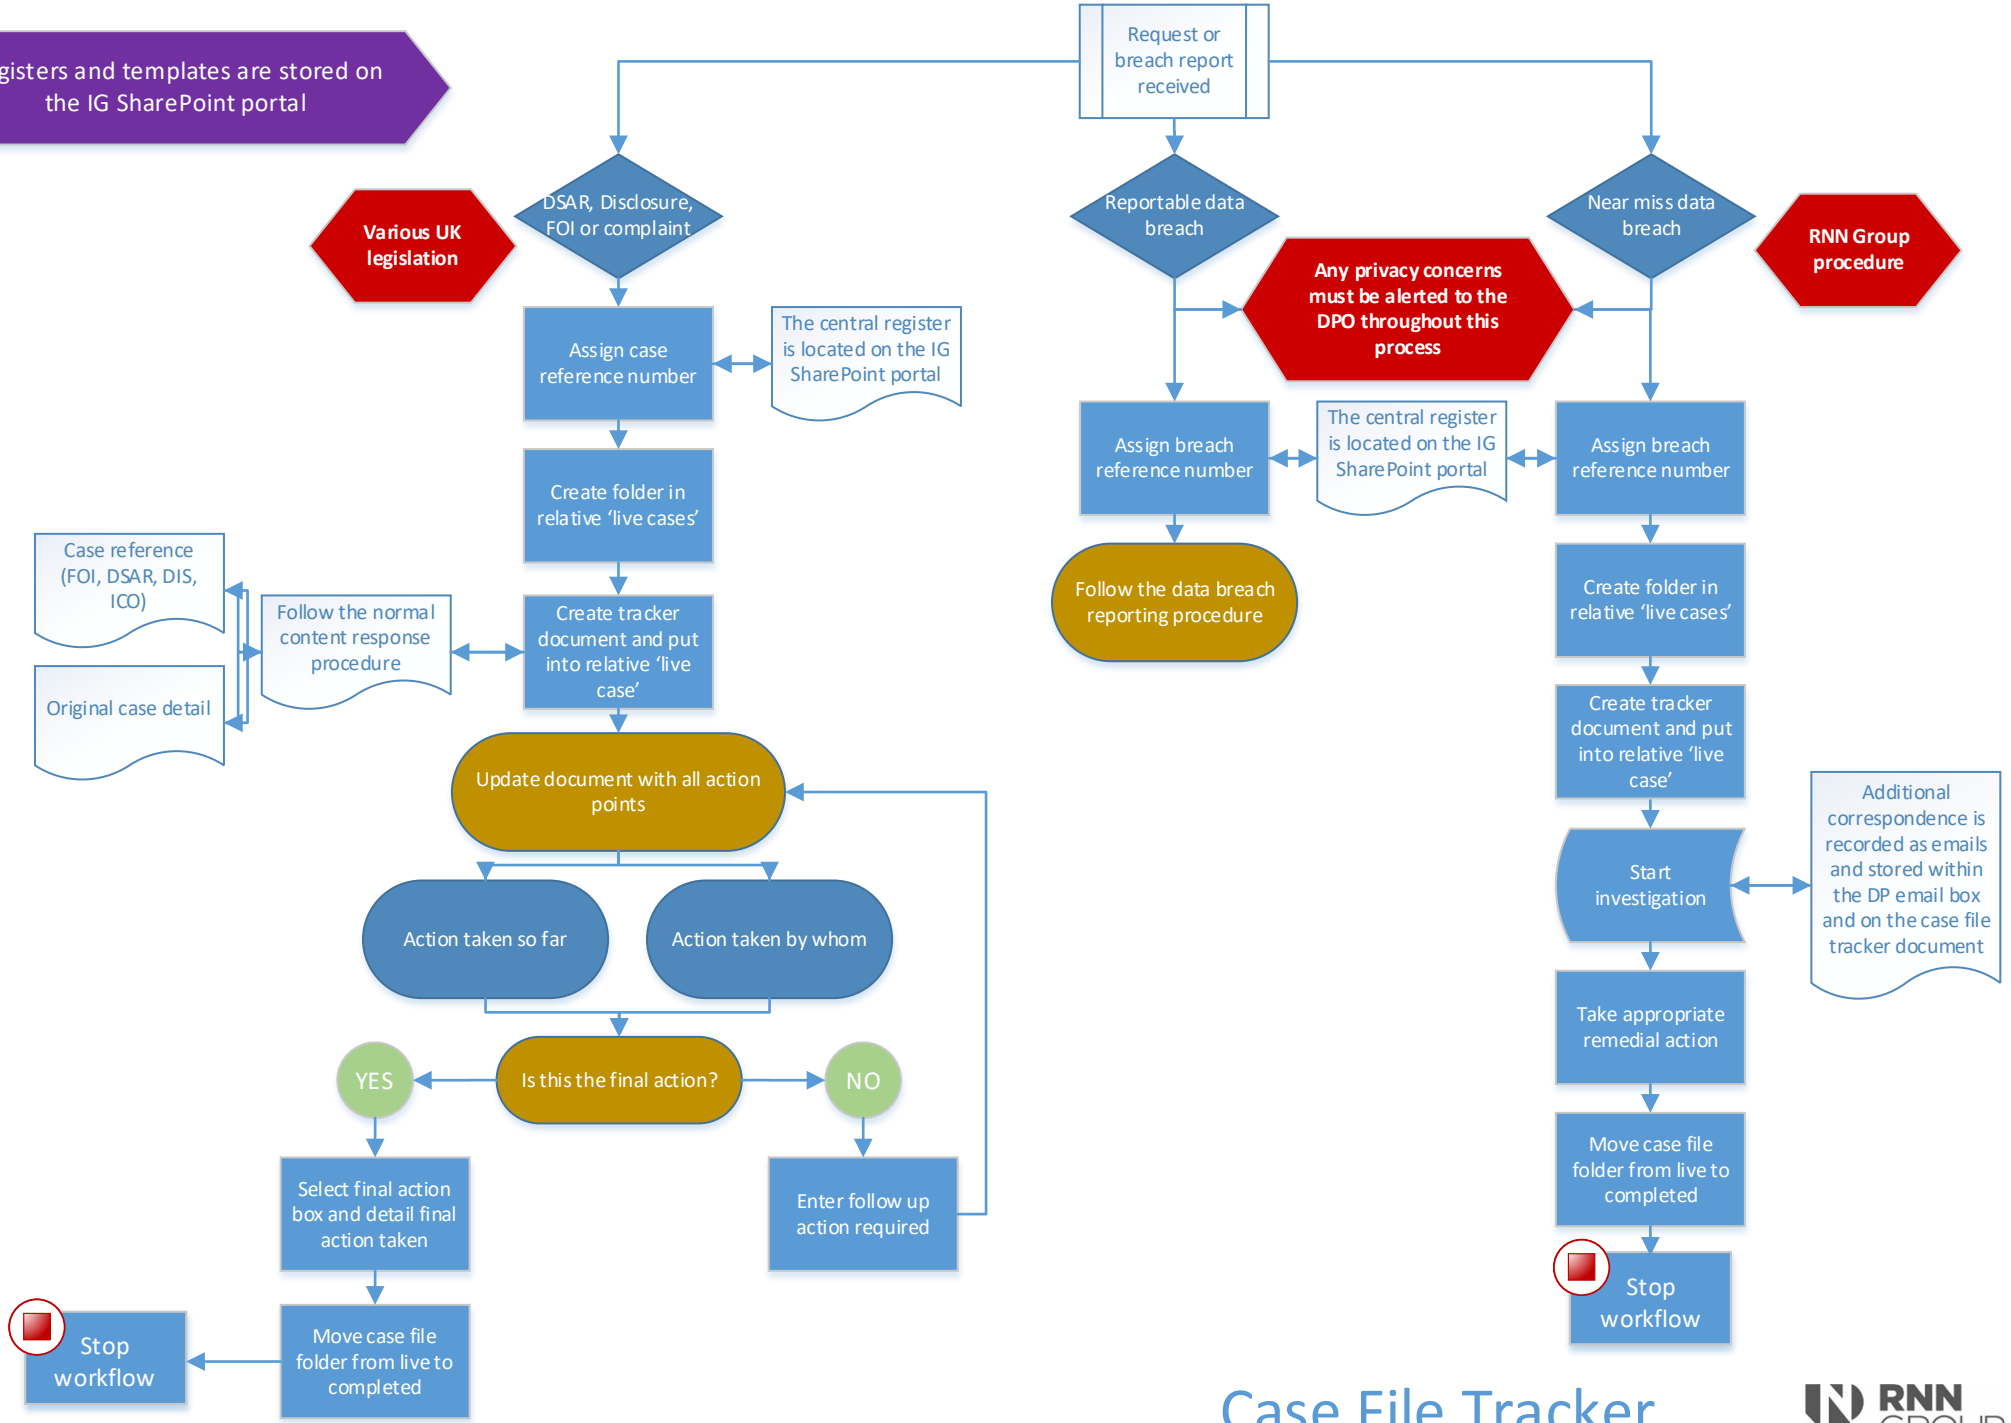 Request or
breach report
received
gisters and templates are stored on
the IG SharePoint portal
DSAR, Disclosure,
FOI or complaint
Various UK
legislation
Reportable data
breach
Near miss data
breach
RNN Group
procedure
Any privacy concerns
must be alerted to the
DPO throughout this
process
Assign case
reference number
The central register
is located on the IG
SharePoint portal
Assign breach
reference number
The central register
is located on the IG
SharePoint portal
Assign breach
reference number
Create folder in
relative ‘live cases’
Case reference
(FOI, DSAR, DIS,
ICO)
Follow the normal
content response
procedure
Create tracker
document and put
into relative ‘live
case’
Original case detail
Follow the data breach
reporting procedure
Create folder in
relative ‘live cases’
Create tracker
document and put
into relative ‘live
case’
Update document with all action
points
Action taken so far
Action taken by whom
Start
investigation
Additional
correspondence is
recorded as emails
and stored within
the DP email box
and on the case file
tracker document
Take appropriate
remedial action
YES
Is this the final action?
NO
Select final action
box and detail final
action taken
Enter follow up
action required
Move case file
folder from live to
completed
Stop
workflow
Move case file
folder from live to
completed
Stop
workflow
Case File Tracker
RNN
GROUP